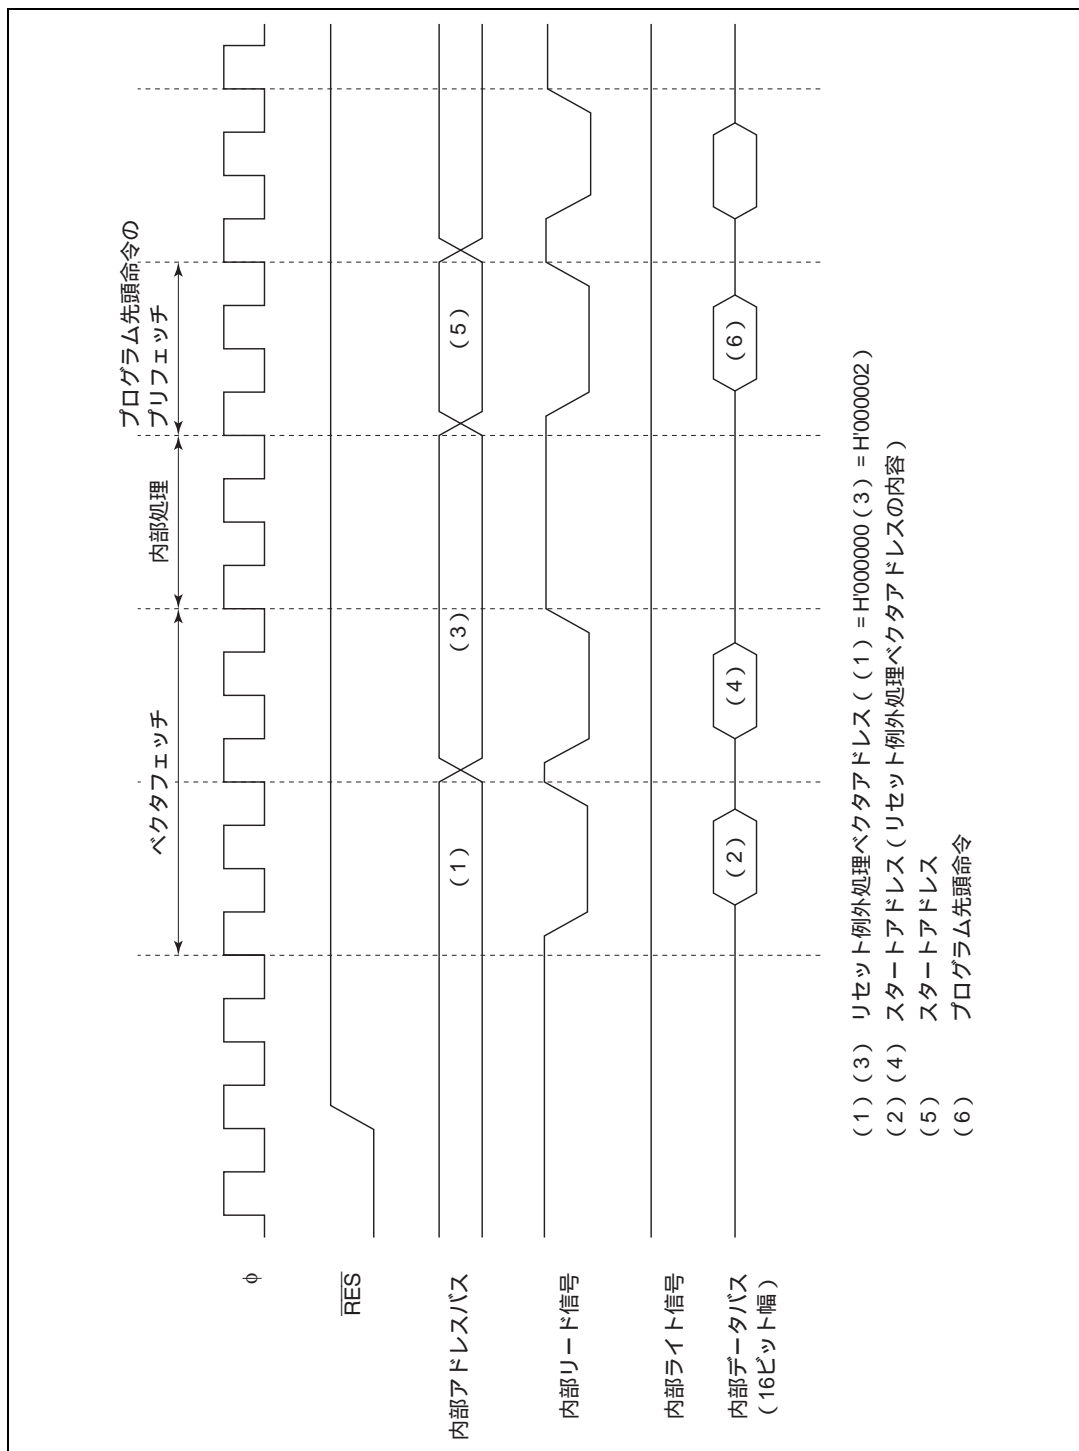 ベクタフェッチ
内部処理
プログラム先頭命令の
プリフェッチ
φ
RES
内部アドレスバス
(1)
(3)
(5)
内部リード信号
内部ライト信号
内部データバス
(16ビット幅)
(2)
(4)
(6)
(1)(3) リセット例外処理ベクタアドレス((1)= H'000000(3)= H'000002)
(2)(4) スタートアドレス(リセット例外処理ベクタアドレスの内容)
(5) スタートアドレス
(6) プログラム先頭命令